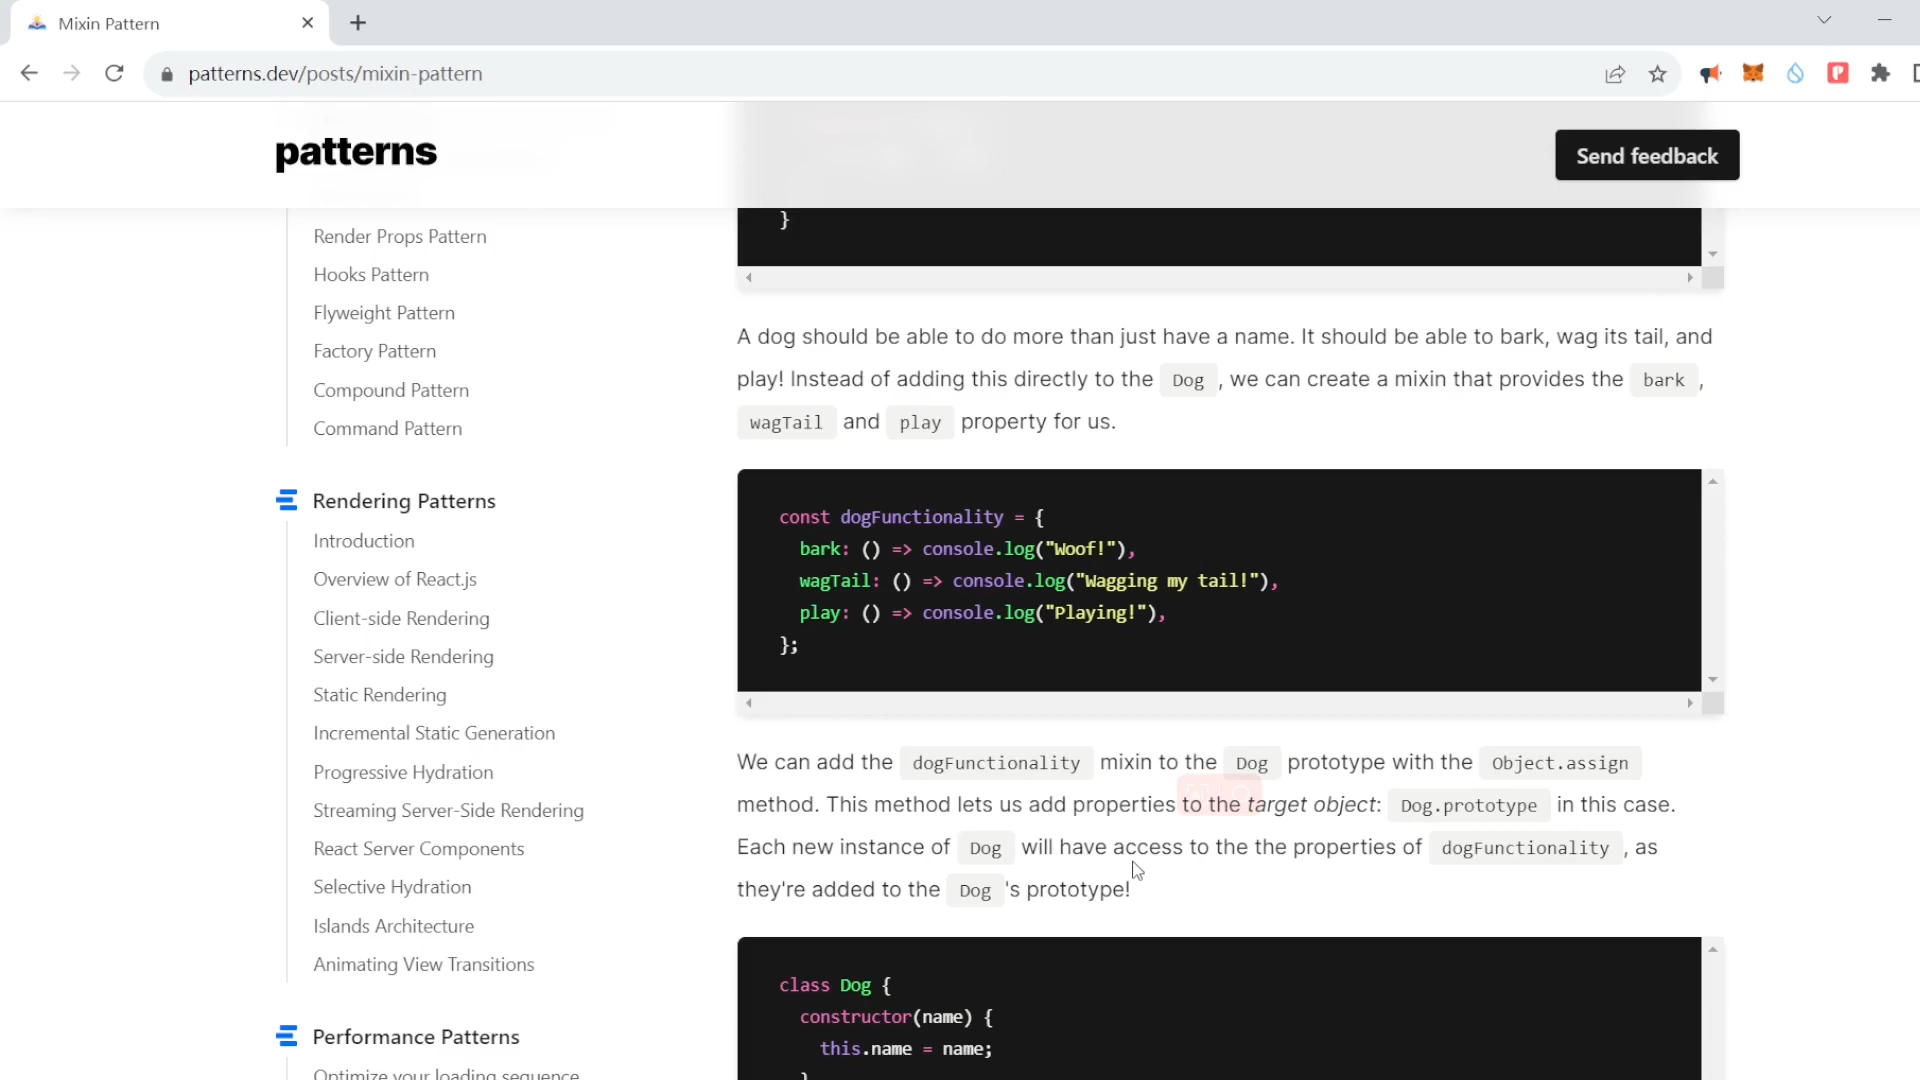 Mixin Pattern
patterns.dev/posts/mixin-pattern
patterns
Send feedback
Render Props Pattern
Hooks Pattern
Flyweight Pattern
Factory Pattern
Compound Pattern
Command Pattern
Rendering Patterns
Introduction
Overview of React.js
Client-side Rendering
Server-side Rendering
Static Rendering
Incremental Static Generation
Progressive Hydration
Streaming Server-Side Rendering
React Server Components
Selective Hydration
Islands Architecture
Animating View Transitions
Performance Patterns
Optimize your loading sequence
}
A dog should be able to do more than just have a name. It should be able to bark, wag its tail, and
play! Instead of adding this directly to the Dog , we can create a mixin that provides the bark ,
wagTail and play property for us.
const dogFunctionality = {
bark: () => console.log("Woof!"),
wagTail: () => console.log("Wagging my tail!"),
play: () => console.log("Playing!"),
};
We can add the dogFunctionality mixin to the Dog prototype with the Object.assign
method. This method lets us add properties to the target object: Dog.prototype in this case.
Each new instance of Dog will have access to the the properties of dogFunctionality , as
they're added to the Dog 's prototype!
class Dog {
constructor(name) {
this.name = name;
}